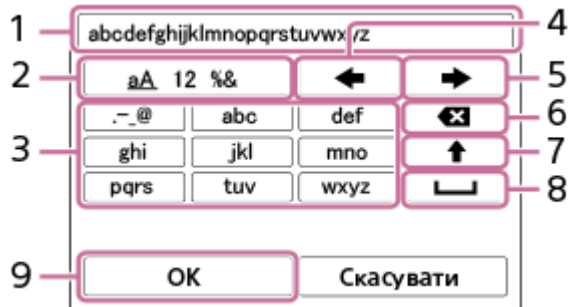 1 abcdefghijklmnopqrstuvwxyz 4
2 aA 12 %& 5
.-_@ abc def 6
3 ghi jkl mno 7
pqrs tuv wxyz 8
9 OK Скасувати